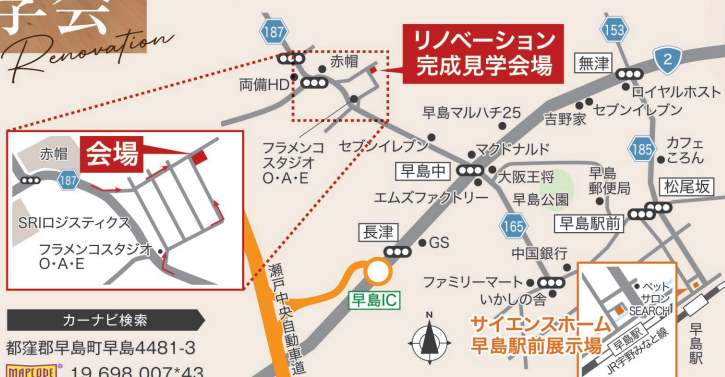 学会
Renovation
187
153
2
赤帽
両備HD
リノベーション
完成見学会場
無津
ロイヤルホスト
セブンイレブン
吉野家
早島マルハチ25
フラメンコ
スタジオ
O・A・E
セブンイレブン
マクドナルド
早島中
大阪王将
エムズファクトリー
早島公園
早島
郵便局
185
カフェ
ころん
松尾坂
早島駅前
165
長津
GS
中国銀行
ファミリーマート
いかしの舎
早島IC
瀬戸中央自動車道
サイエンスホーム
早島駅前展示場
ペット
サロン
SEARCH
早島駅
JR宇野みなと線
早島駅
N
赤帽
会場
187
SRIロジスティクス
フラメンコスタジオ
O・A・E
カーナビ検索
都窪郡早島町早島4481-3
MAPCODE® 19 698 007*43